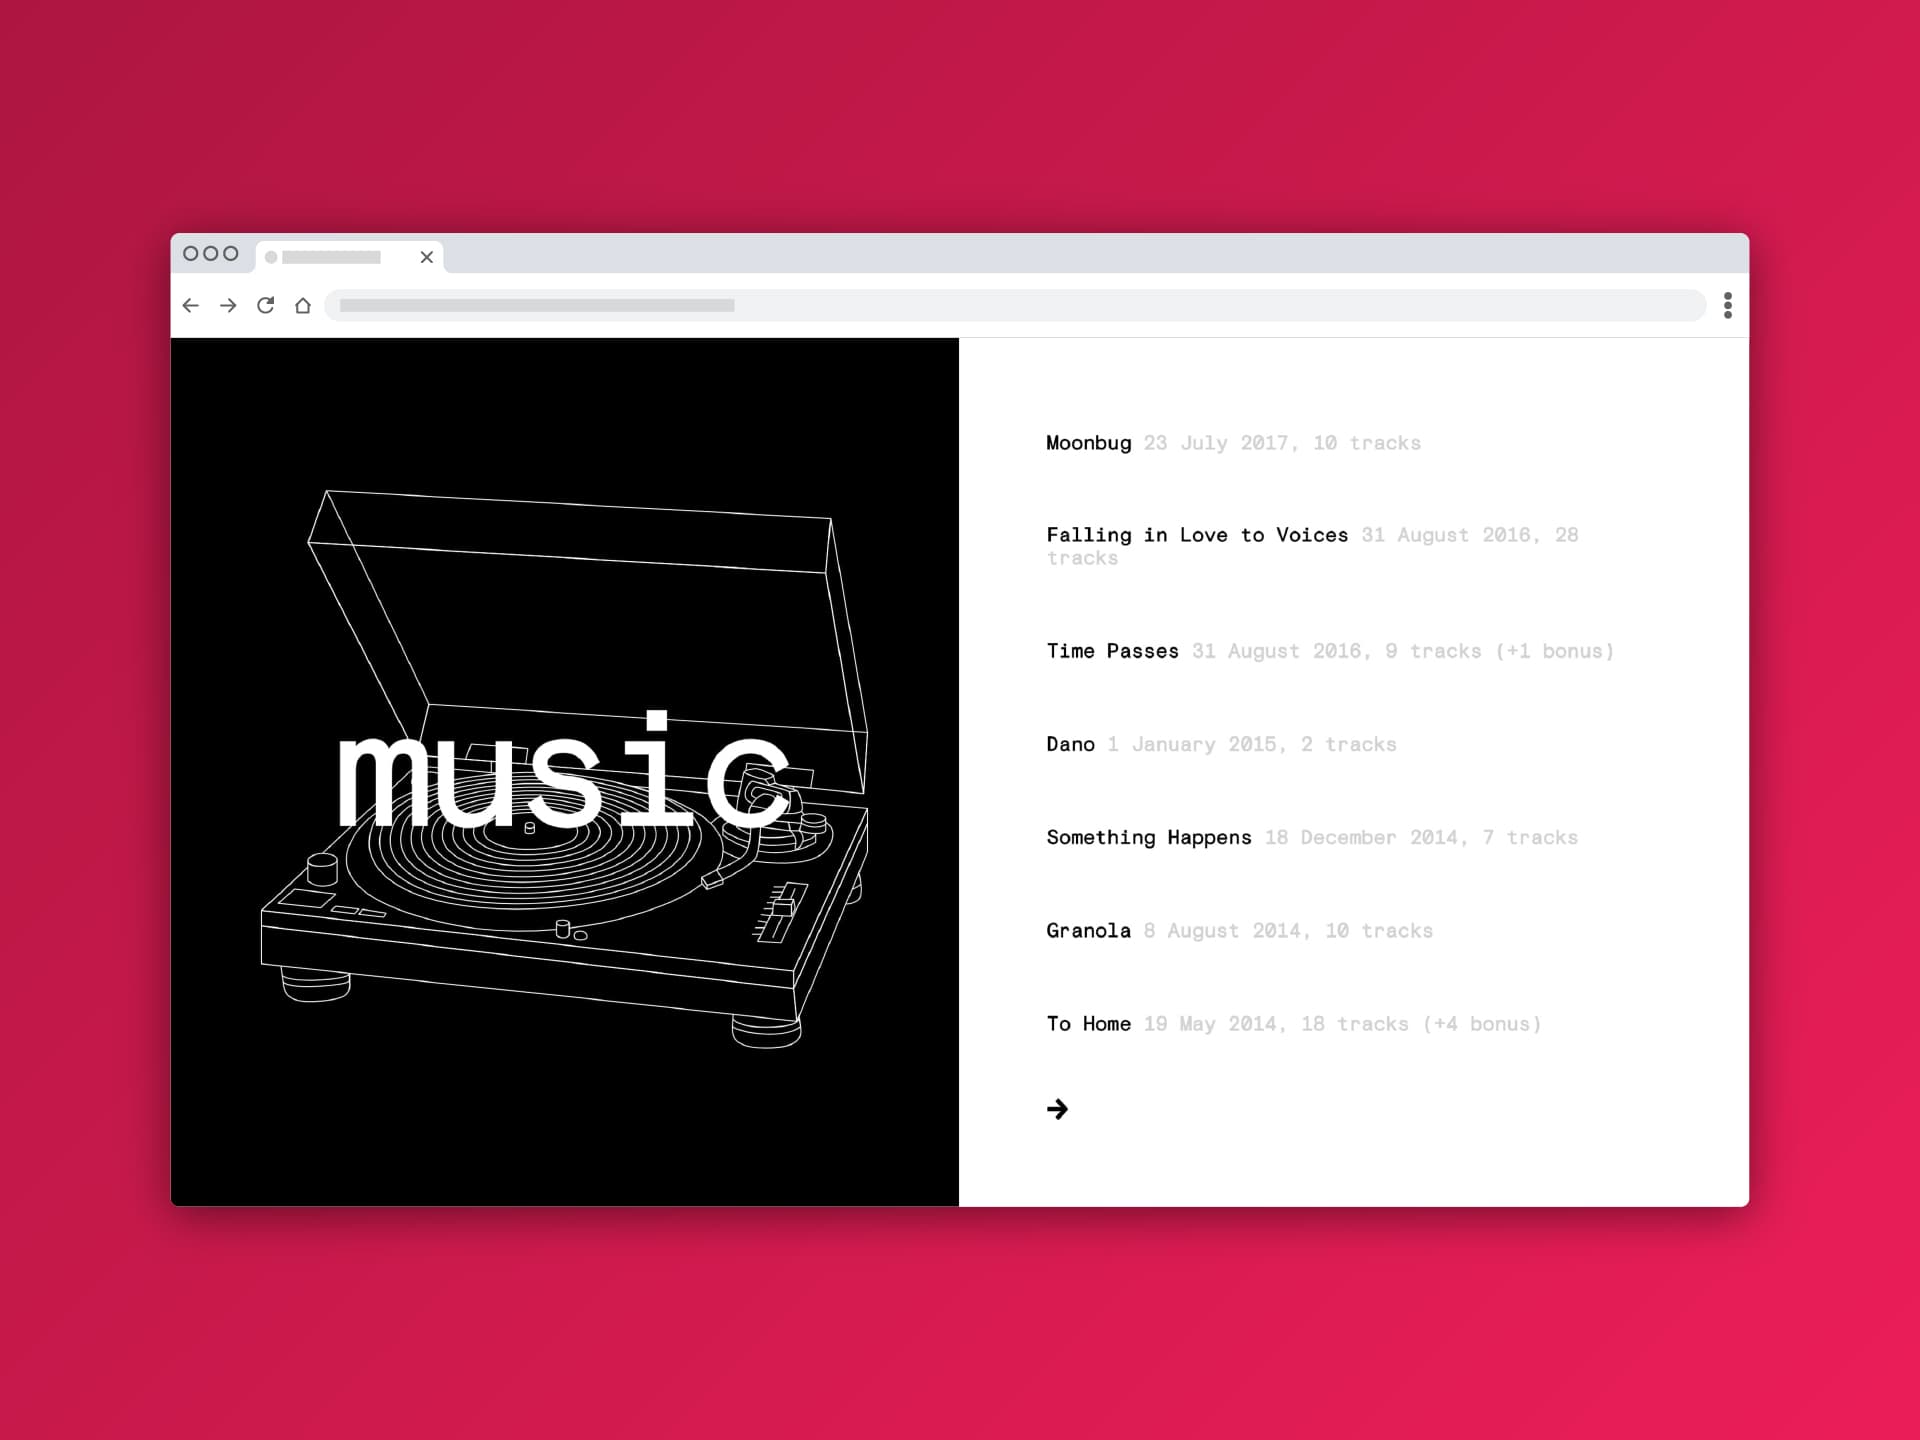 music
Moonbug 23 July 2017, 10 tracks
Falling in Love to Voices 31 August 2016, 28
tracks
Time Passes 31 August 2016, 9 tracks (+1 bonus)
Dano 1 January 2015, 2 tracks
Something Happens 18 December 2014, 7 tracks
Granola 8 August 2014, 10 tracks
To Home 19 May 2014, 18 tracks (+4 bonus)